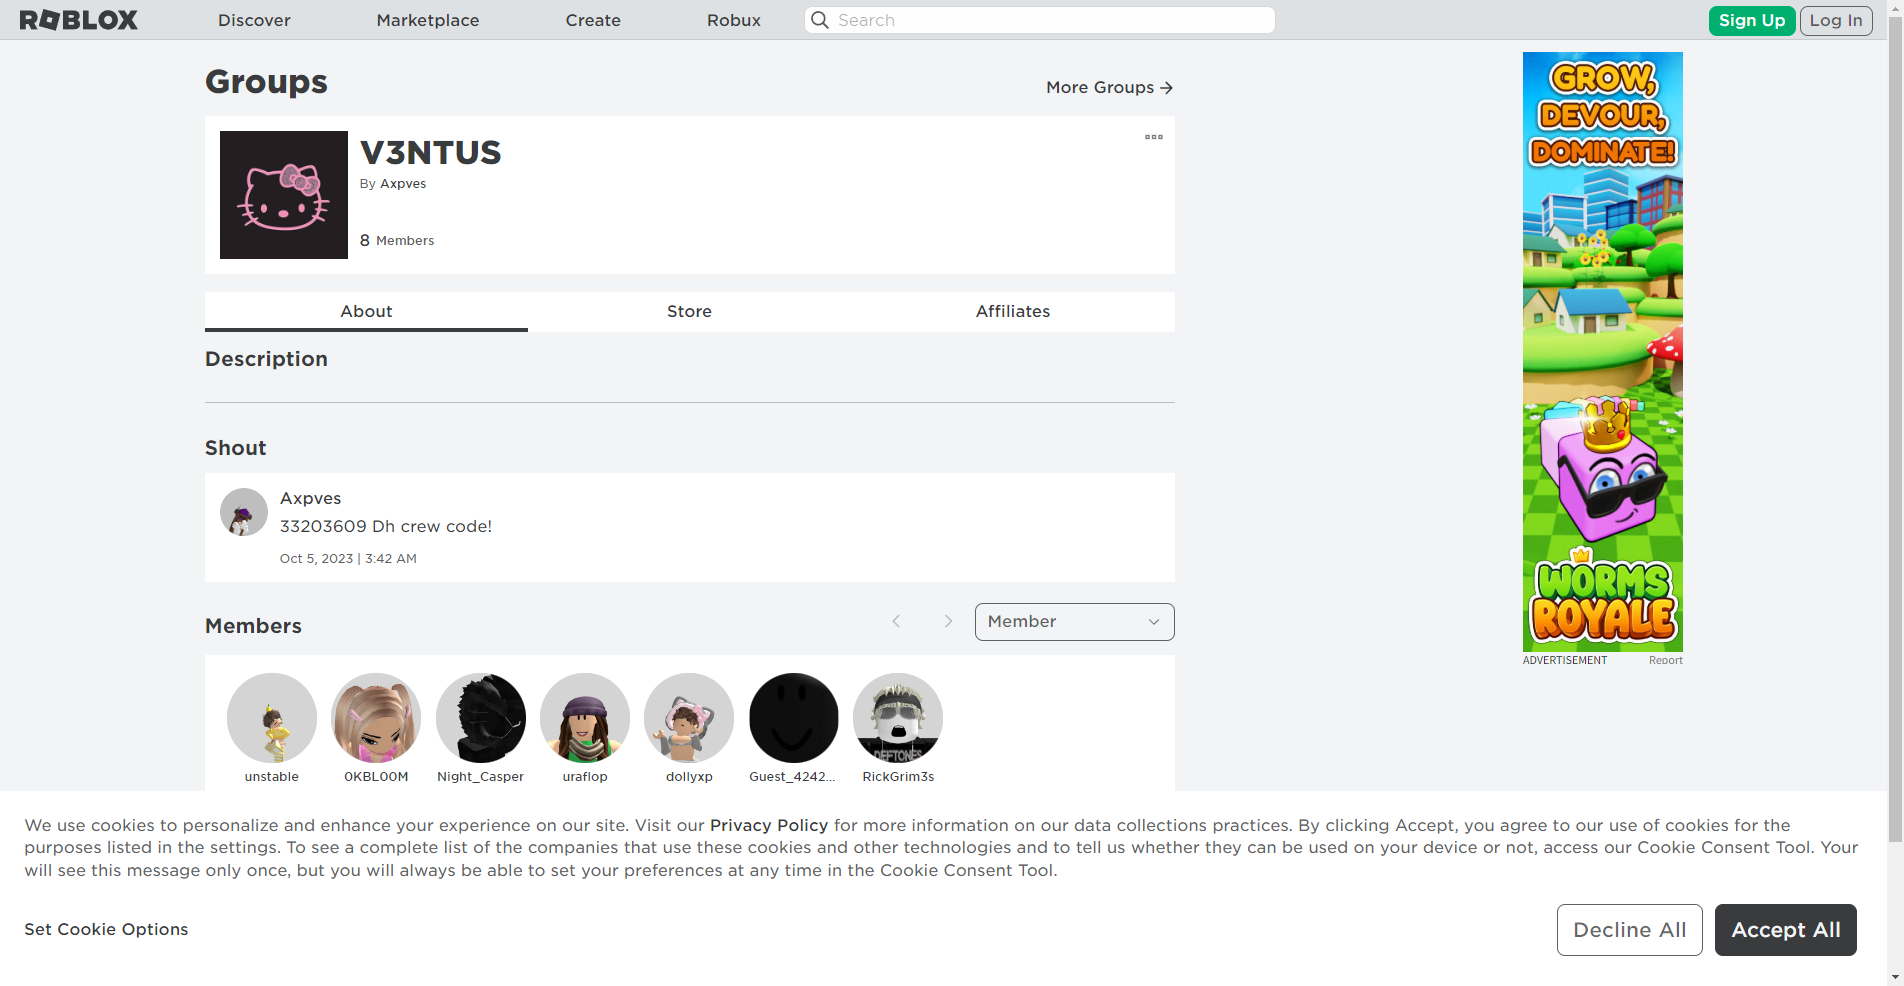 ROBLOX
Discover
Marketplace
Create
Robux
Search
Sign Up
Log In
Groups
More Groups
V3NTUS
By Axpves
8 Members
About
Store
Affiliates
Description
Shout
Axpves
33203609 Dh crew code!
Oct 5, 2023 | 3:42 AM
Members
Member
unstable
0KBL00M
Night_Casper
uraflop
dollyxp
Guest_4242...
RickGrim3s
DEFTONES
GROW,
DEVOUR,
DOMINATE!
WORMS
ROYALE
ADVERTISEMENT
Report
We use cookies to personalize and enhance your experience on our site. Visit our Privacy Policy for more information on our data collections practices. By clicking Accept, you agree to our use of cookies for the
purposes listed in the settings. To see a complete list of the companies that use these cookies and other technologies and to tell us whether they can be used on your device or not, access our Cookie Consent Tool. Your
will see this message only once, but you will always be able to set your preferences at any time in the Cookie Consent Tool.
Set Cookie Options
Decline All
Accept All